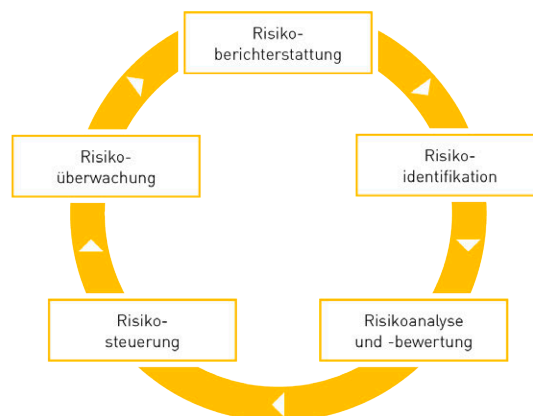 Risiko-
berichterstattung
Risiko-
überwachung
Risiko-
identifikation
Risiko-
steuerung
Risikoanalyse
und -bewertung